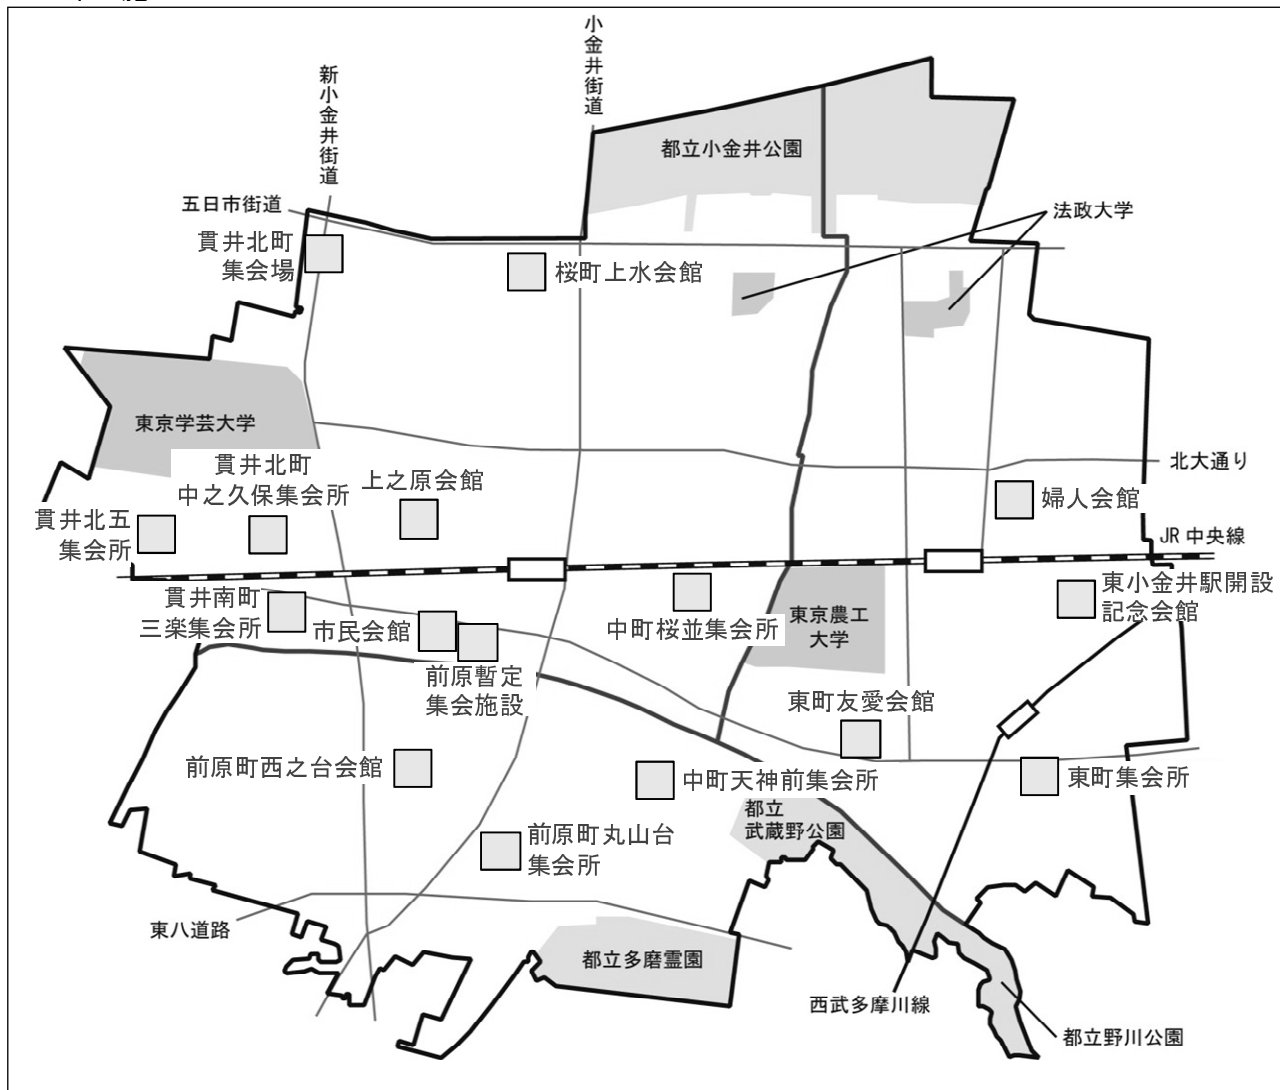 小金井街道
新小金井街道
都立小金井公園
五日市街道
法政大学
貫井北町
集会場
桜町上水会館
東京学芸大学
貫井北町
中之久保集会所
上之原会館
北大通り
婦人会館
貫井北五
集会所
JR 中央線
東小金井駅開設
記念会館
貫井南町
三楽集会所
市民会館
中町桜並集会所
東京農工
大学
前原暫定
集会施設
東町友愛会館
前原町西之台会館
中町天神前集会所
東町集会所
都立
武蔵野公園
前原町丸山台
集会所
東八道路
都立多磨霊園
西武多摩川線
都立野川公園